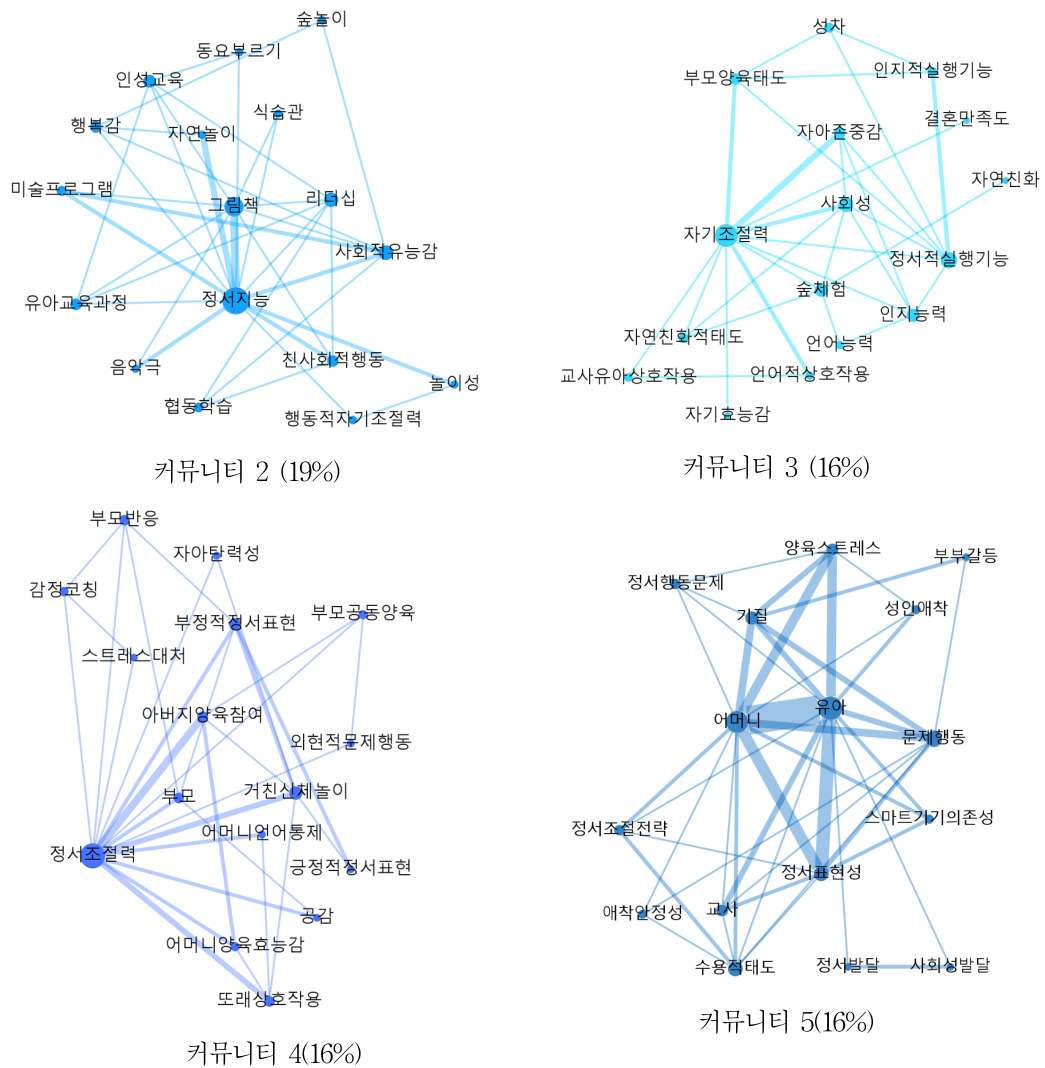 숲놀이
동요부르기
인성교육
식습관
행복감
자연놀이
미술프로그램
그림책
리더십
사회적유능감
유아교육과정
정서지능
음악극
친사회적행동
놀이성
협동학습
행동적자기조절력
커뮤니티 2 (19%)
성차
부모양육태도
인지적실행기능
결혼만족도
자아존중감
자연친화
사회성
자기조절력
정서적실행기능
숲체험
인지능력
자연친화적태도
언어능력
교사유아상호작용
언어적상호작용
자기효능감
커뮤니티 3 (16%)
부모반응
자아탄력성
감정코칭
부정적정서표현
부모공동양육
스트레스대처
아버지양육참여
외현적문제행동
부모
거친신체놀이
어머니언어통제
정서조절력
긍정적정서표현
공감
어머니양육효능감
또래상호작용
커뮤니티 4(16%)
양육스트레스
부부갈등
정서행동문제
기질
성인애착
어머니
유아
문제행동
정서조절전략
스마트기기의존성
정서표현성
애착안정성
교사
수용적태도
정서발달
사회성발달
커뮤니티 5(16%)